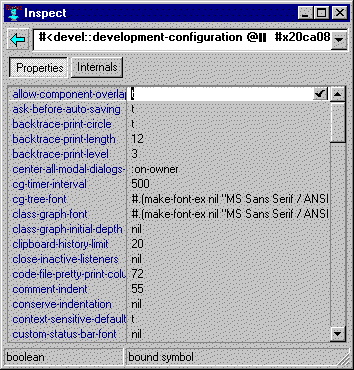 Inspect
#<devel::development-configuration @ #x20ca08
Properties Internals
allow-component-overlap t
ask-before-auto-saving t
backtrace-print-circle t
backtrace-print-length 12
backtrace-print-level 3
center-all-modal-dialogs- :on-owner
cg-timer-interval 500
cg-tree-font #.(make-font-ex nil "MS Sans Serif / ANSI
class-graph-font #.(make-font-ex nil "MS Sans Serif / ANSI
class-graph-initial-depth nil
clipboard-history-limit 20
close-inactive-listeners nil
code-file-pretty-print-colu 72
comment-indent 55
conserve-indentation nil
context-sensitive-default t
custom-status-bar-font nil
boolean bound symbol